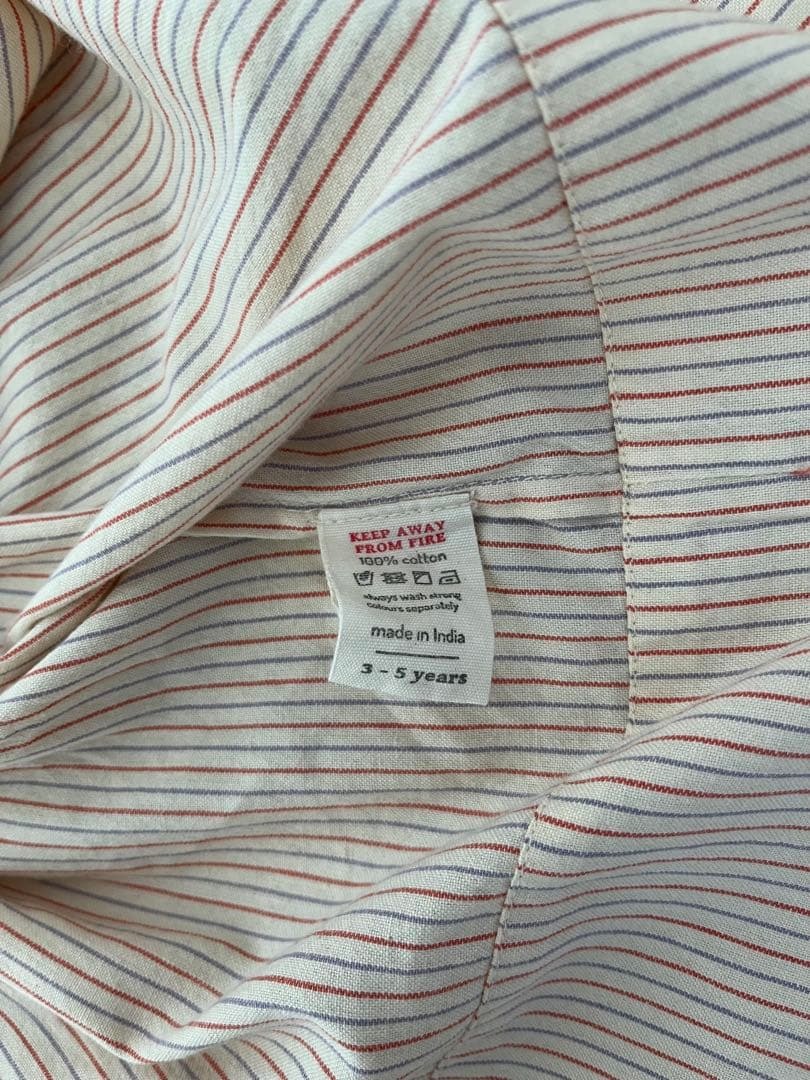 KEEP AWAY
FROM FIRE
100% cotton
always wash strong
colours separately
made in India
3 - 5 years